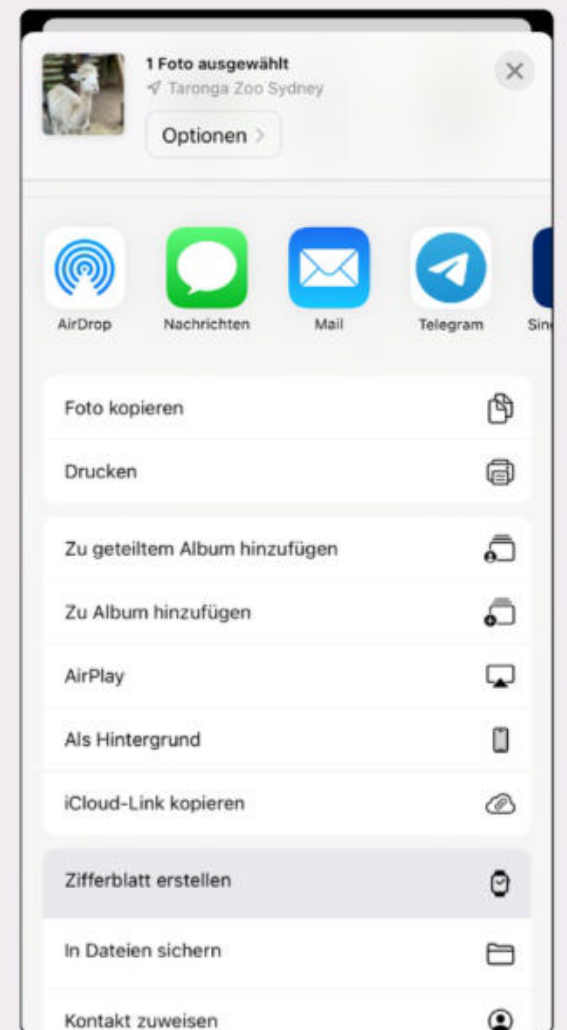 1 Foto ausgewählt
Taronga Zoo Sydney
Optionen
AirDrop
Nachrichten
Mail
Telegram
Foto kopieren
Drucken
Zu geteiltem Album hinzufügen
Zu Album hinzufügen
AirPlay
Als Hintergrund
iCloud-Link kopieren
Zifferblatt erstellen
In Dateien sichern
Kontakt zuweisen